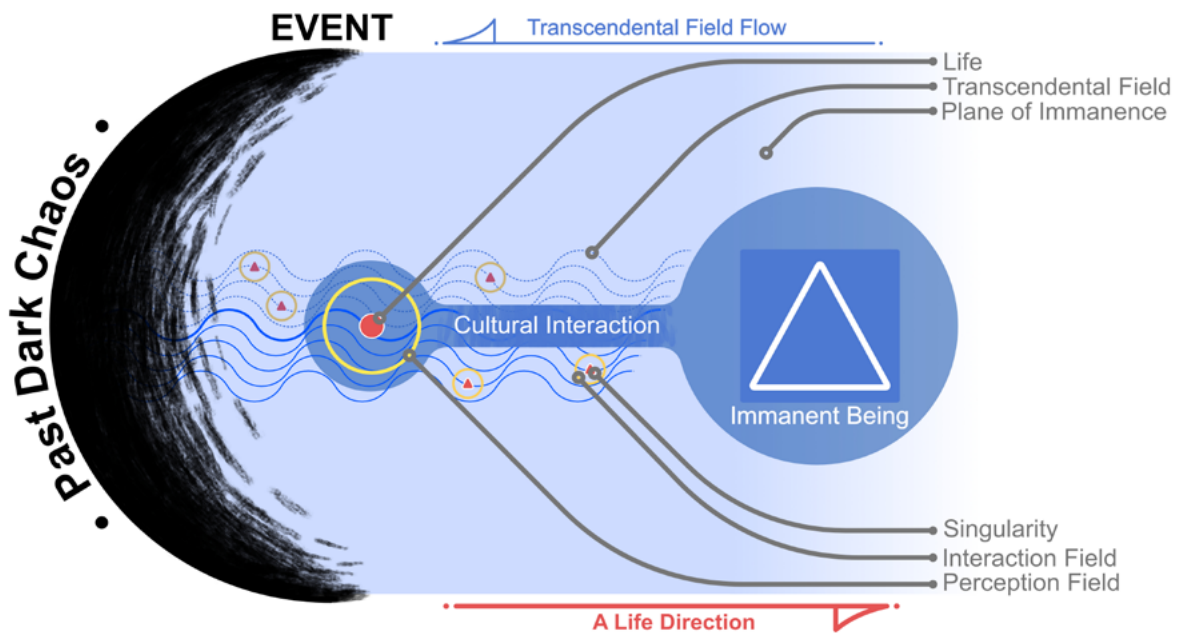 EVENT
Transcendental Field Flow
Life
Transcendental Field
Plane of Immanence
• Past Dark Chaos •
Cultural Interaction
Immanent Being
Singularity
Interaction Field
Perception Field
A Life Direction